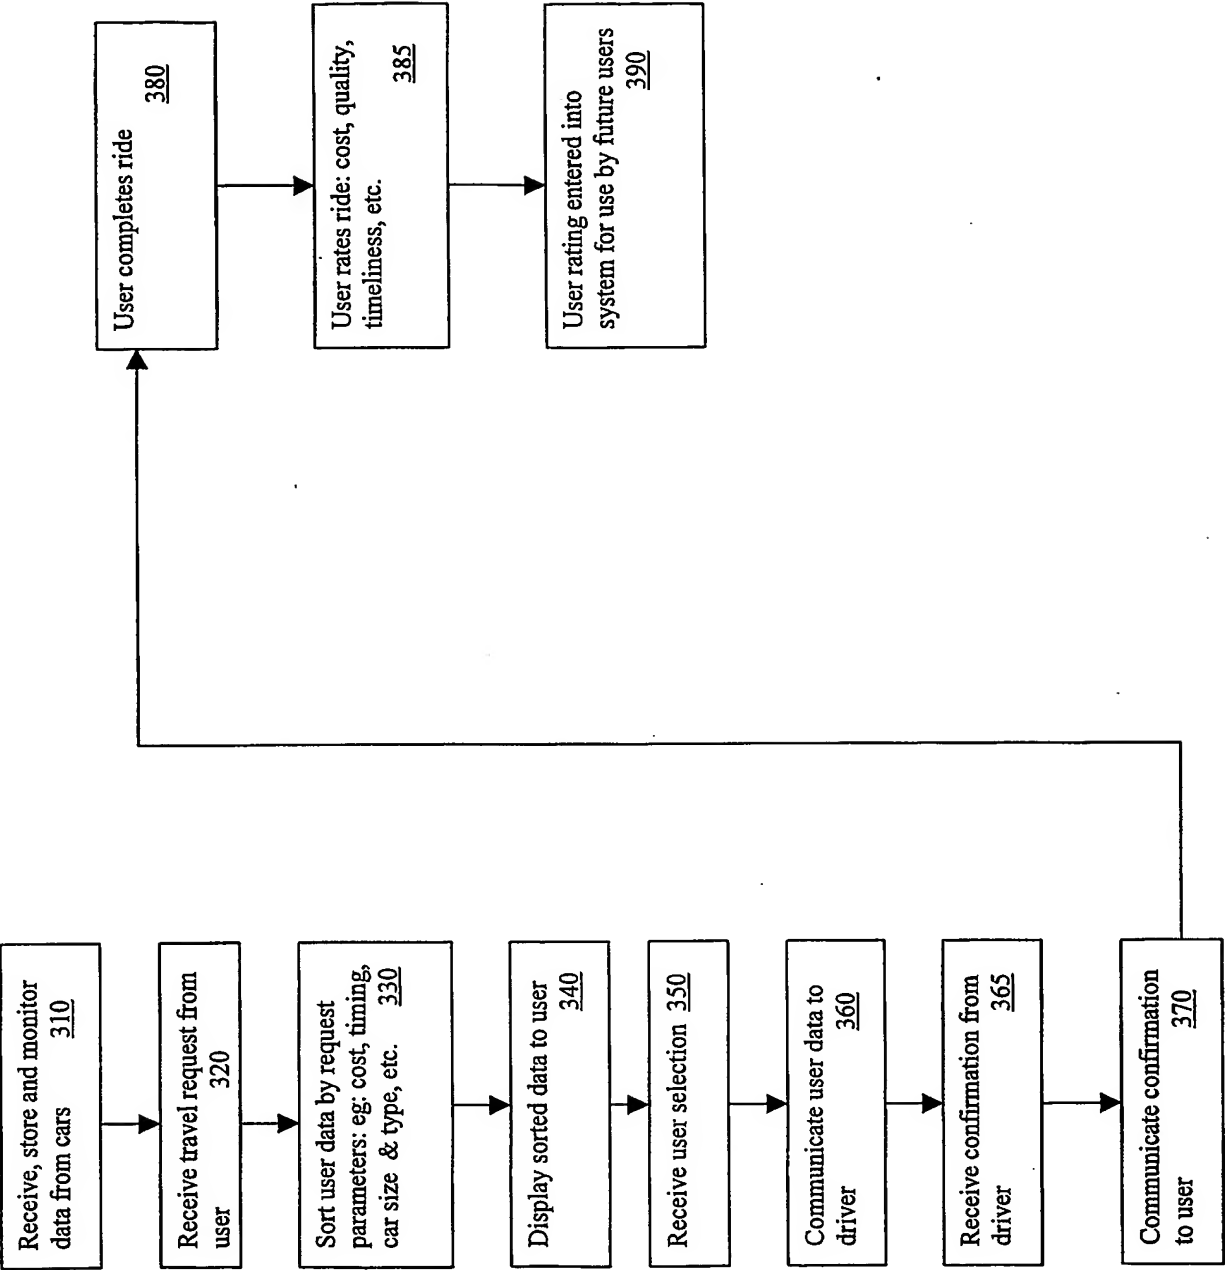 Receive, store and monitor
data from cars 310
Receive travel request from
user 320
Sort user data by request
parameters: eg: cost, timing,
car size & type, etc. 330
Display sorted data to user
340
Receive user selection 350
Communicate user data to
driver 360
Receive confirmation from
driver 365
Communicate confirmation
to user 370
User completes ride
380
User rates ride: cost, quality,
timeliness, etc. 385
User rating entered into
system for use by future users
390